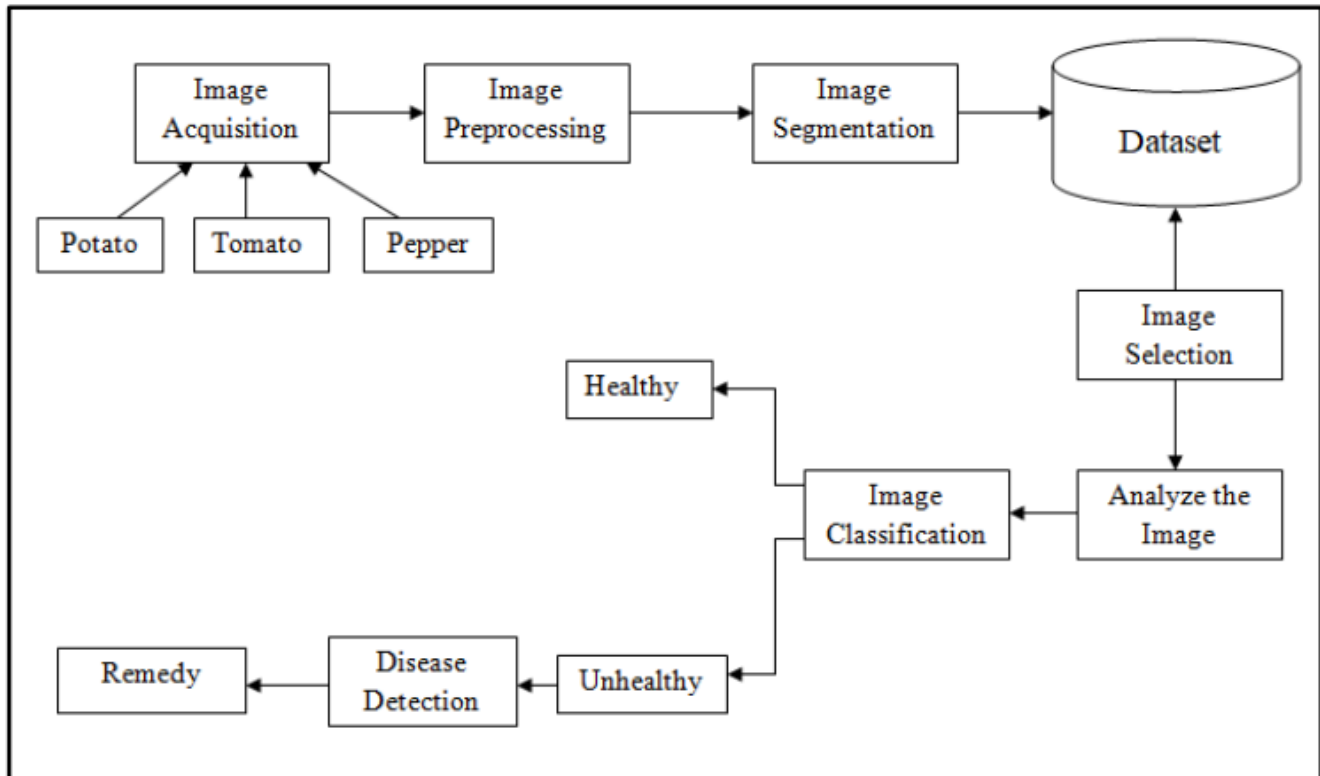 Image
Acquisition
Image
Preprocessing
Image
Segmentation
Dataset
Potato
Tomato
Pepper
Image
Selection
Healthy
Image
Classification
Analyze the
Image
Remedy
Disease
Detection
Unhealthy